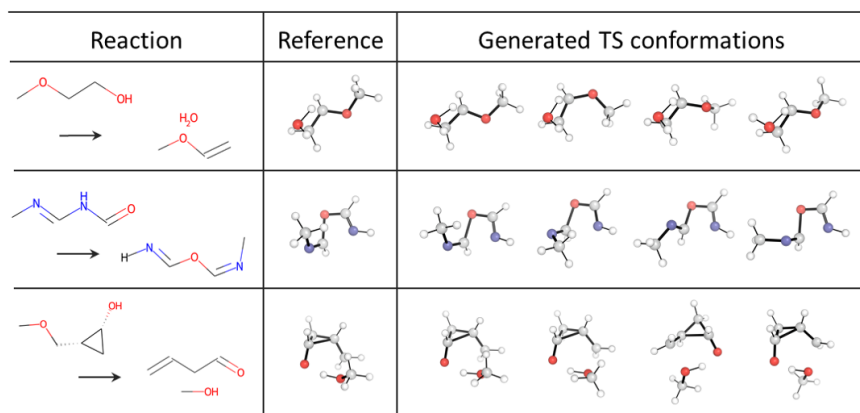 Reaction Reference Generated TS conformations
O
OH
H₂O
O
H
N N O
N O N
H
OH
O
O
OH